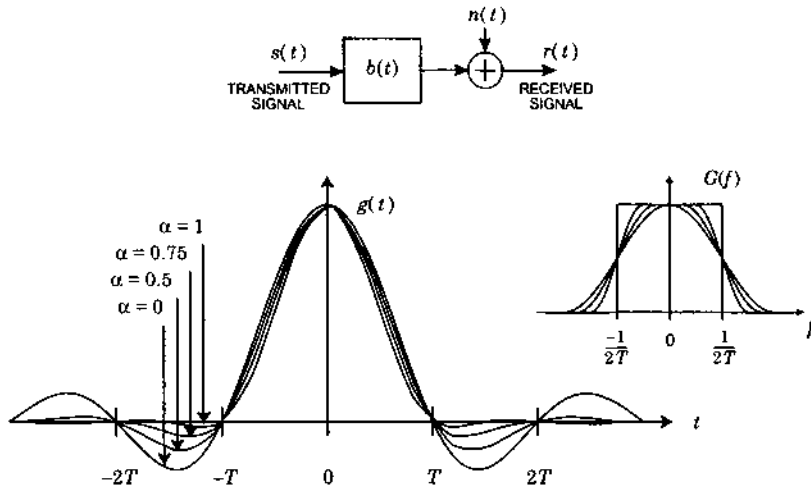 n(t)
s(t)
b(t)
r(t)
TRANSMITTED
SIGNAL
RECEIVED
SIGNAL
g(t)
α = 1
α = 0.75
α = 0.5
α = 0
-2T
-T
0
T
2T
t
G(f)
-1
2T
0
1
2T